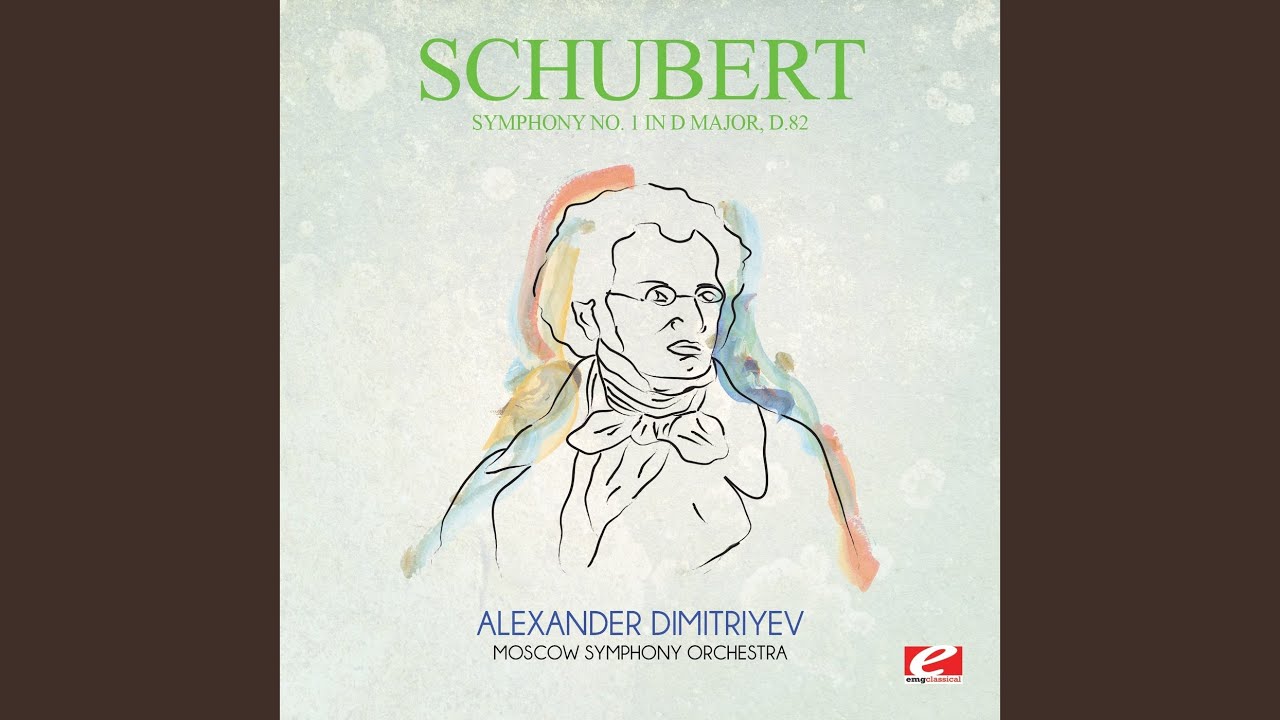 SCHUBERT
SYMPHONY NO. 1 IN D MAJOR, D.82
ALEXANDER DIMITRIYEV
MOSCOW SYMPHONY ORCHESTRA
e
emgclassical